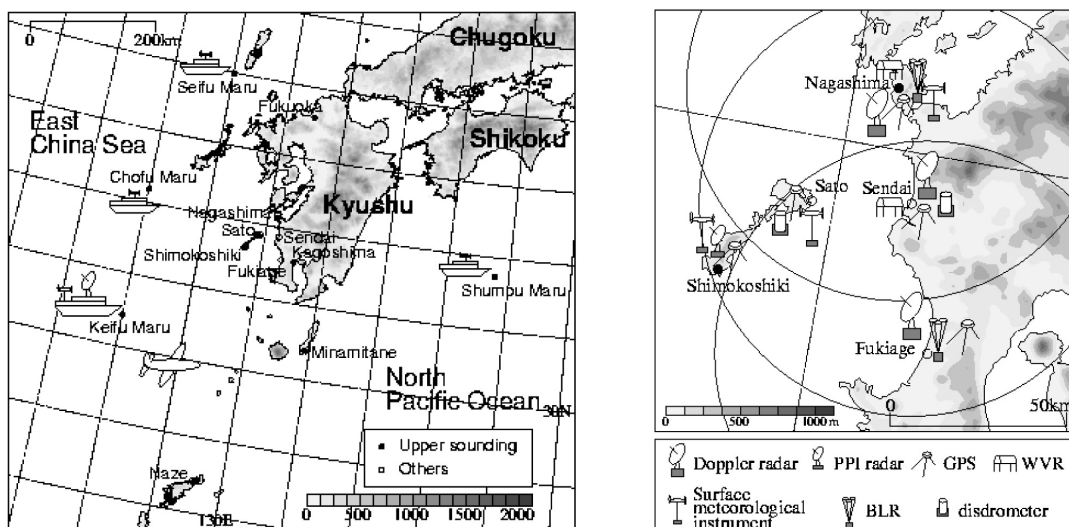 0 200km
Chugoku
Seifu Maru
Fukuoka
East
China Sea
Shikoku
Chofu Maru
Kyushu
Nagashima
Sato
Sendai
Shimokoshiki
Kagoshima
Fukiage
Shumpu Maru
Keifu Maru
Minamitane
North
Pacific Ocean
30N
Upper sounding
Others
Naze
130E
0 500 1000 1500 2000
Nagashima
Sato
Sendai
Shimokoshiki
Fukiage
0 500 1000 m
0 50km
Doppler radar PPI radar GPS WVR
Surface
meteorological
instrument
BLR disdrometer